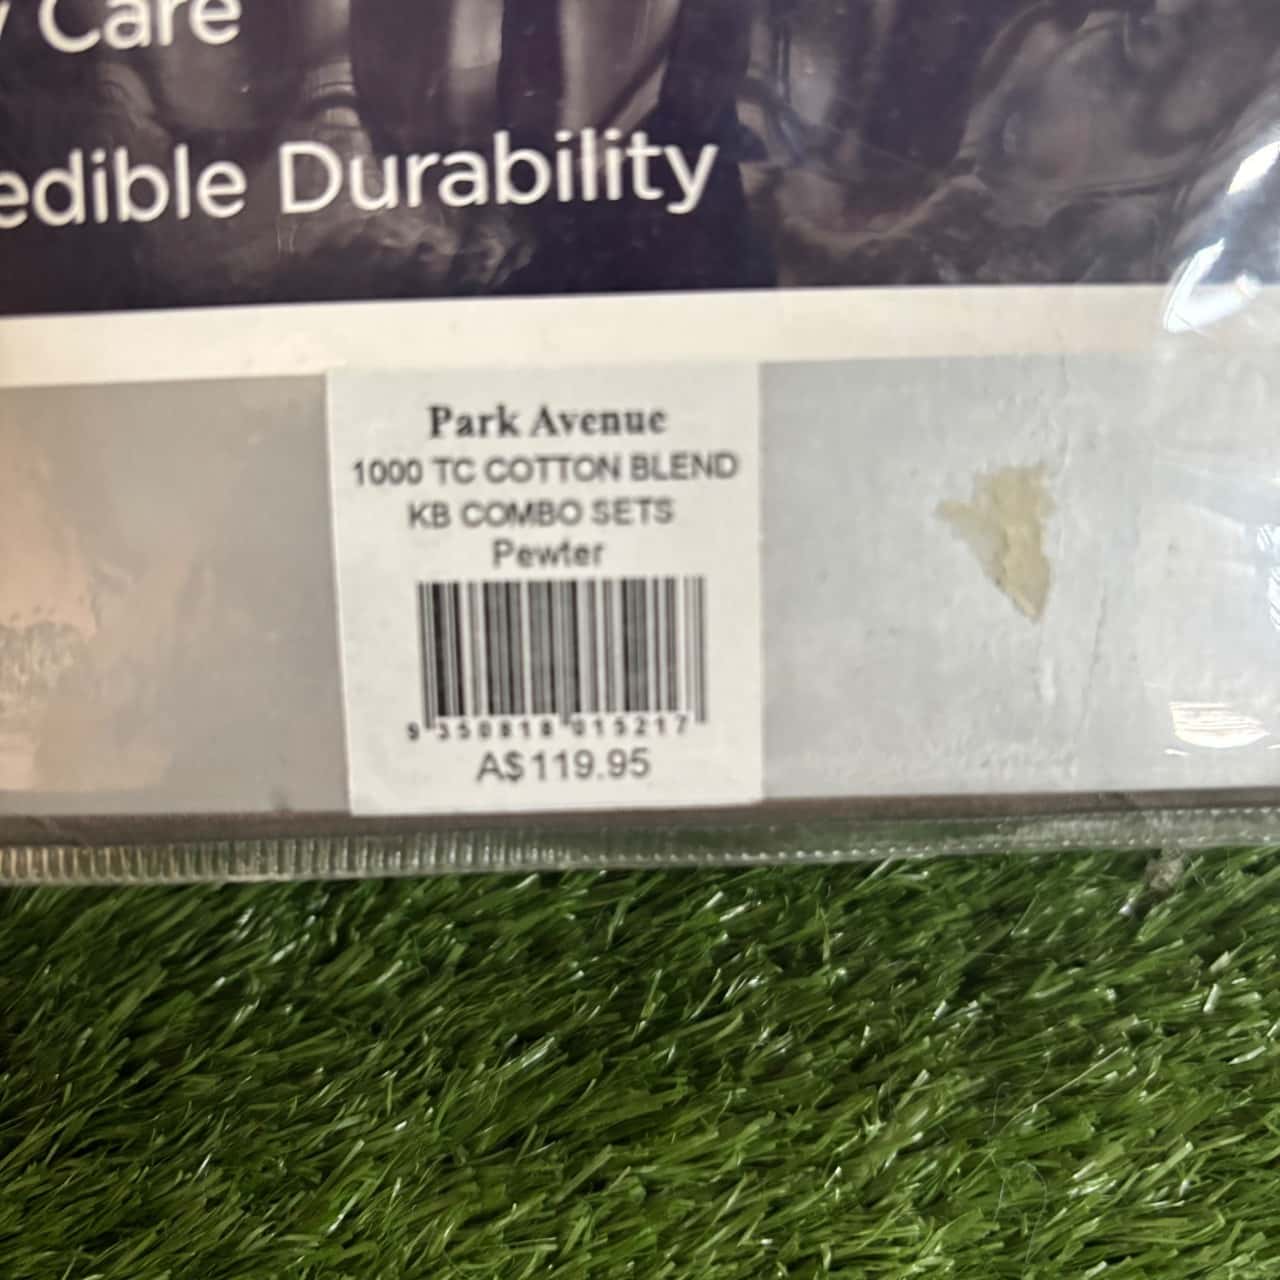 Care
edible Durability
Park Avenue
1000 TC COTTON BLEND
KB COMBO SETS
Pewter
9 350818 015217
A$119.95